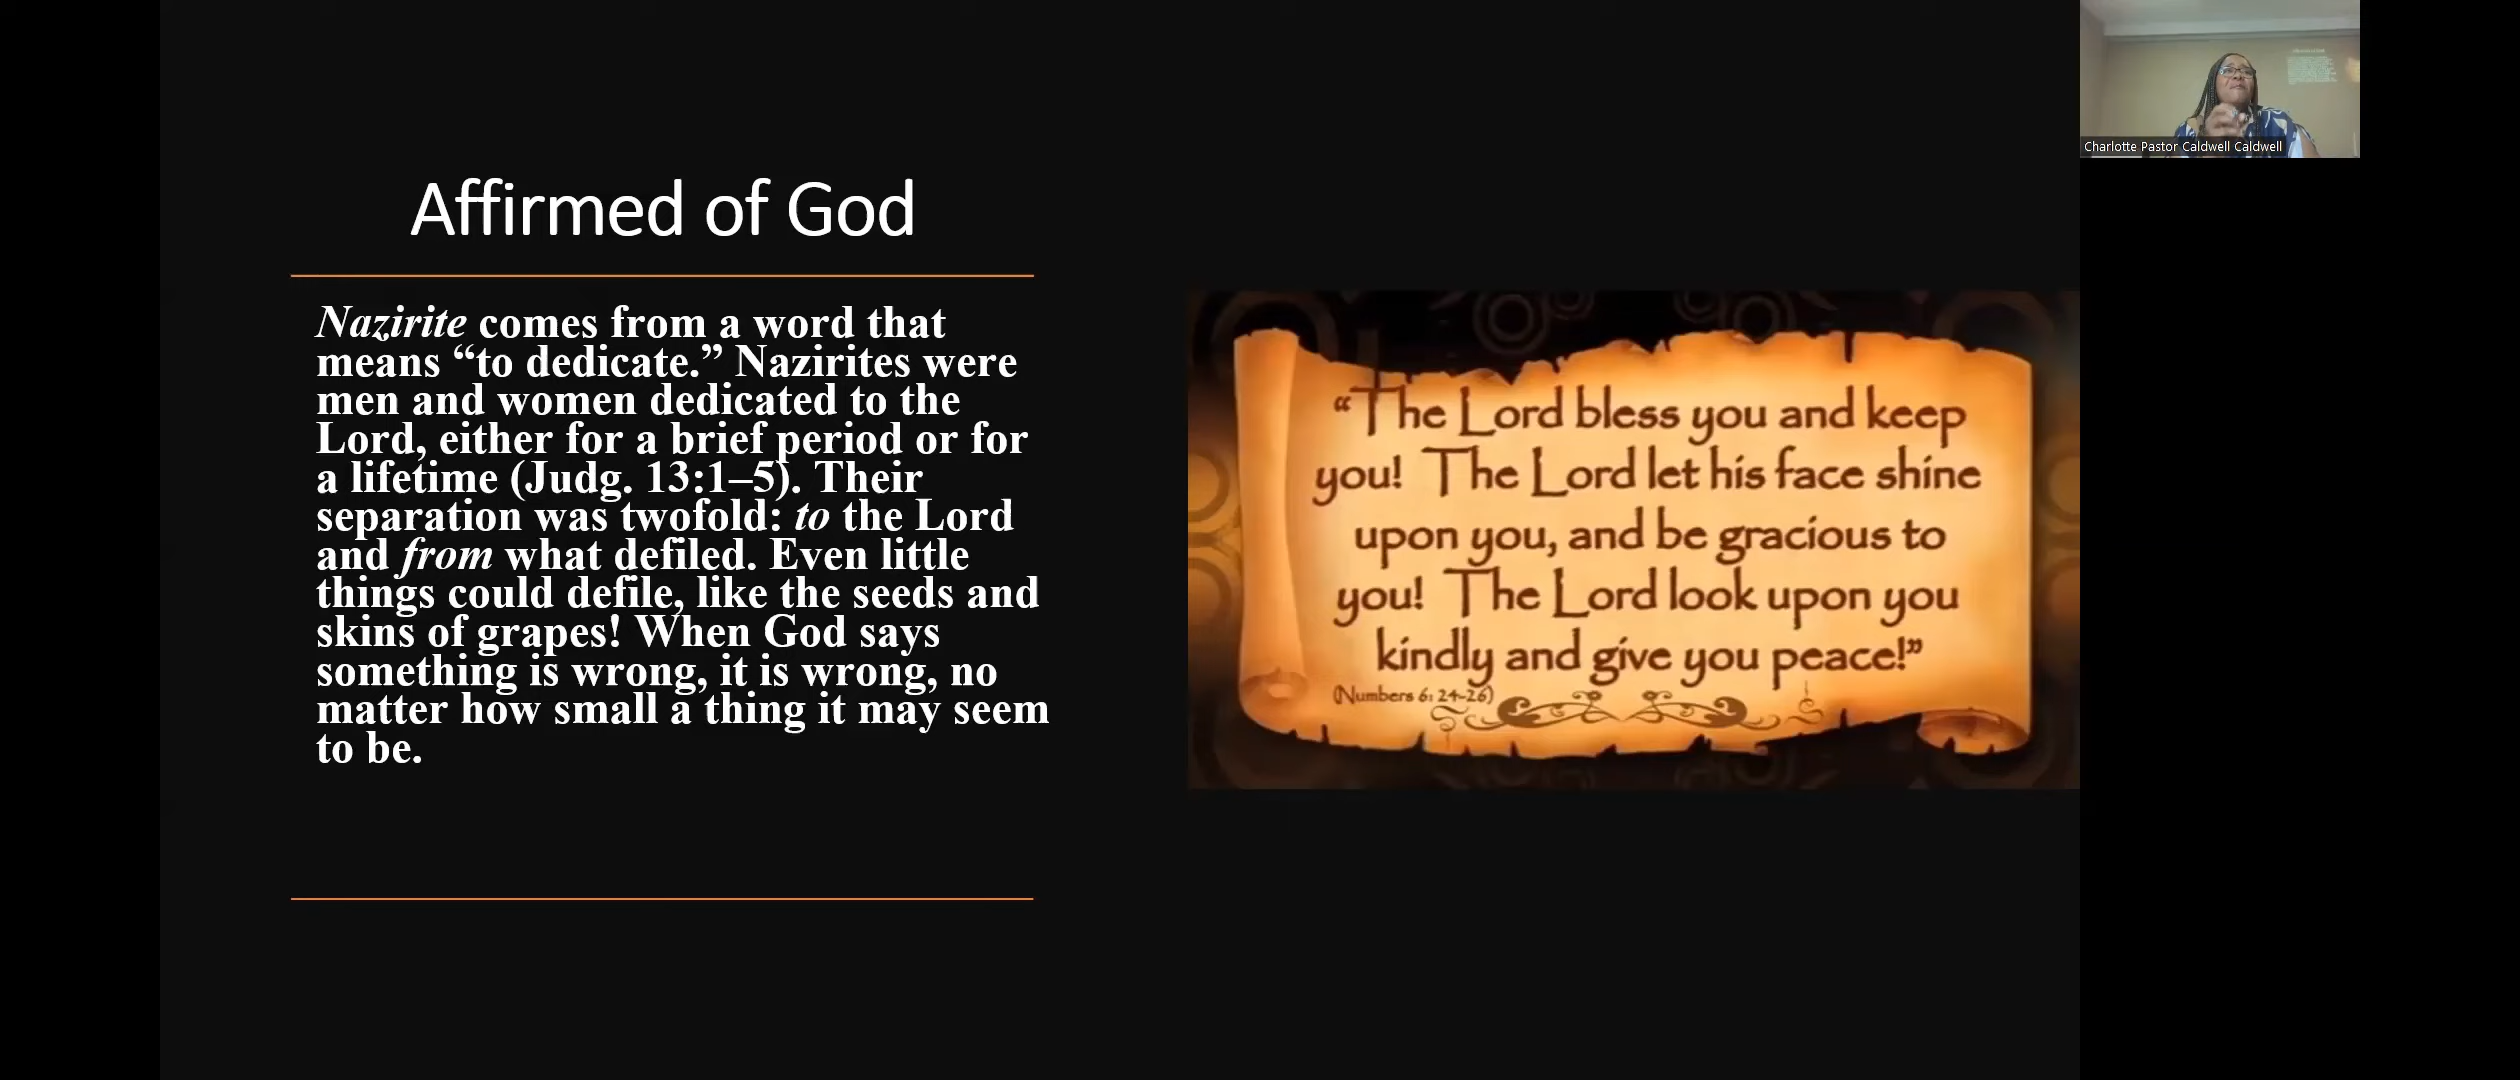 Affirmed of God
Nazirite comes from a word that
means “to dedicate.” Nazirites were
men and women dedicated to the
Lord, either for a brief period or for
a lifetime (Judg. 13:1–5). Their
separation was twofold: to the Lord
and from what defiled. Even little
things could defile, like the seeds and
skins of grapes! When God says
something is wrong, it is wrong, no
matter how small a thing it may seem
to be.
“The Lord bless you and keep
you! The Lord let his face shine
upon you, and be gracious to
you! The Lord look upon you
kindly and give you peace!”
(Numbers 6: 24-26)
Charlotte Pastor Caldwell Caldwell